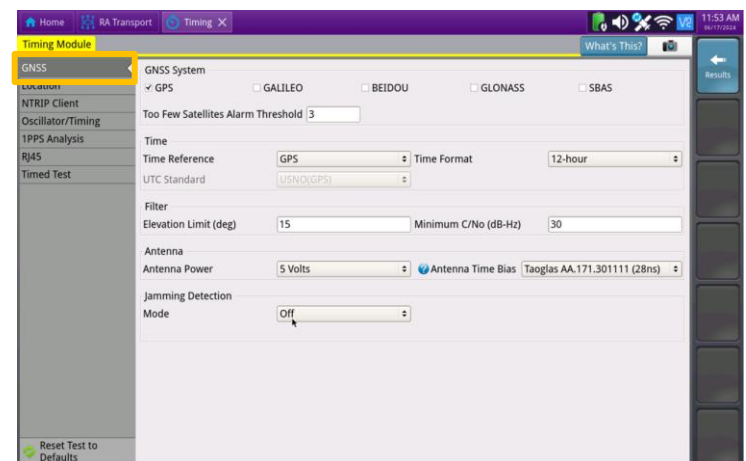 Home RA Transport Timing X V2 11:53 AM
06/17/2024
Timing Module What's This?
GNSS
Location
NTRIP Client
Oscillator/Timing
1PPS Analysis
RJ45
Timed Test
Reset Test to
Defaults
GNSS System
GPS GALILEO BEIDOU GLONASS SBAS
Too Few Satellites Alarm Threshold 3
Time
Time Reference GPS Time Format 12-hour
UTC Standard USNO(GPS)
Filter
Elevation Limit (deg) 15 Minimum C/No (dB-Hz) 30
Antenna
Antenna Power 5 Volts ? Antenna Time Bias Taoglas AA.171.301111 (28ns)
Jamming Detection
Mode Off
Results